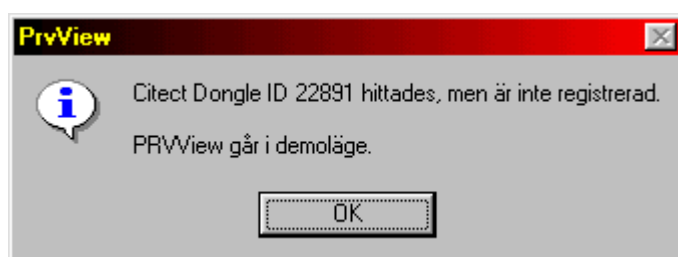 PrvView
Citect Dongle ID 22891 hittades, men är inte registrerad.
PRVView går i demoläge.
OK